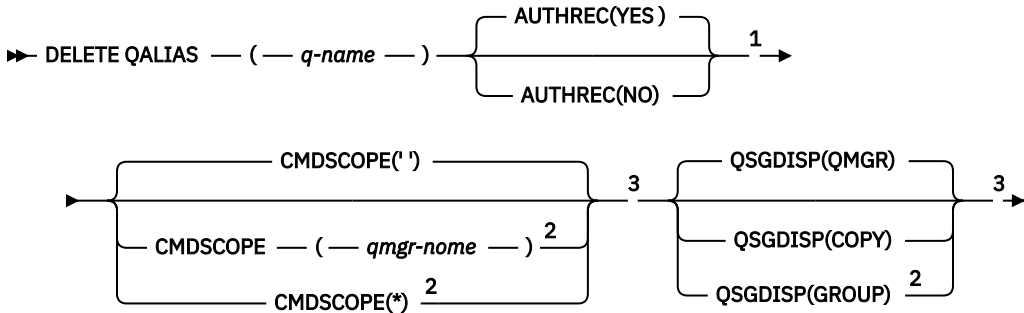 AUTHREC(YES )
DELETE QALIAS ( q-name ) 1
AUTHREC(NO)
CMDSCOPE(' ') QSGDISP(QMGR)
3 3
CMDSCOPE ( qmgr-nome ) 2 QSGDISP(COPY)
CMDSCOPE(*) 2 QSGDISP(GROUP) 2